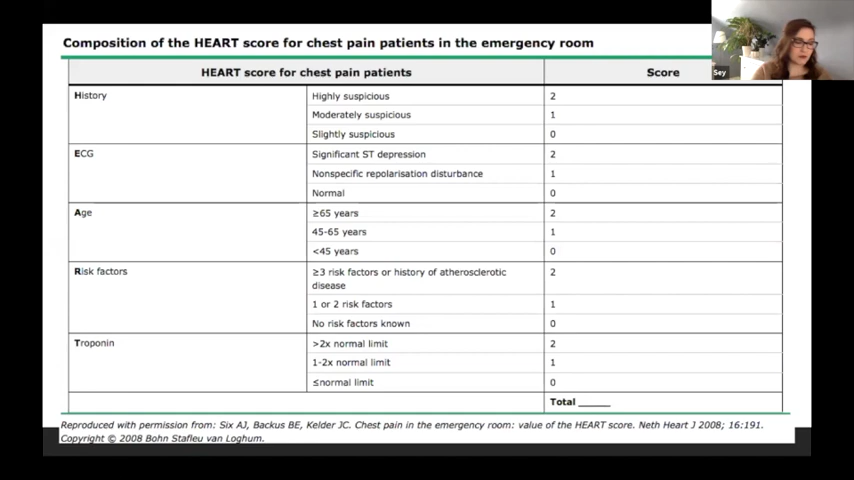 Composition of the HEART score for chest pain patients in the emergency room
Sey
HEART score for chest pain patients Score
History Highly suspicious 2
Moderately suspicious 1
Slightly suspicious 0
ECG Significant ST depression 2
Nonspecific repolarisation disturbance 1
Normal 0
Age ≥65 years 2
45-65 years 1
<45 years 0
Risk factors ≥3 risk factors or history of atherosclerotic 2
disease
1 or 2 risk factors 1
No risk factors known 0
Troponin >2x normal limit 2
1-2x normal limit 1
≤normal limit 0
Total ______
Reproduced with permission from: Six AJ, Backus BE, Kelder JC. Chest pain in the emergency room: value of the HEART score. Neth Heart J 2008; 16:191.
Copyright © 2008 Bohn Stafleu van Loghum.